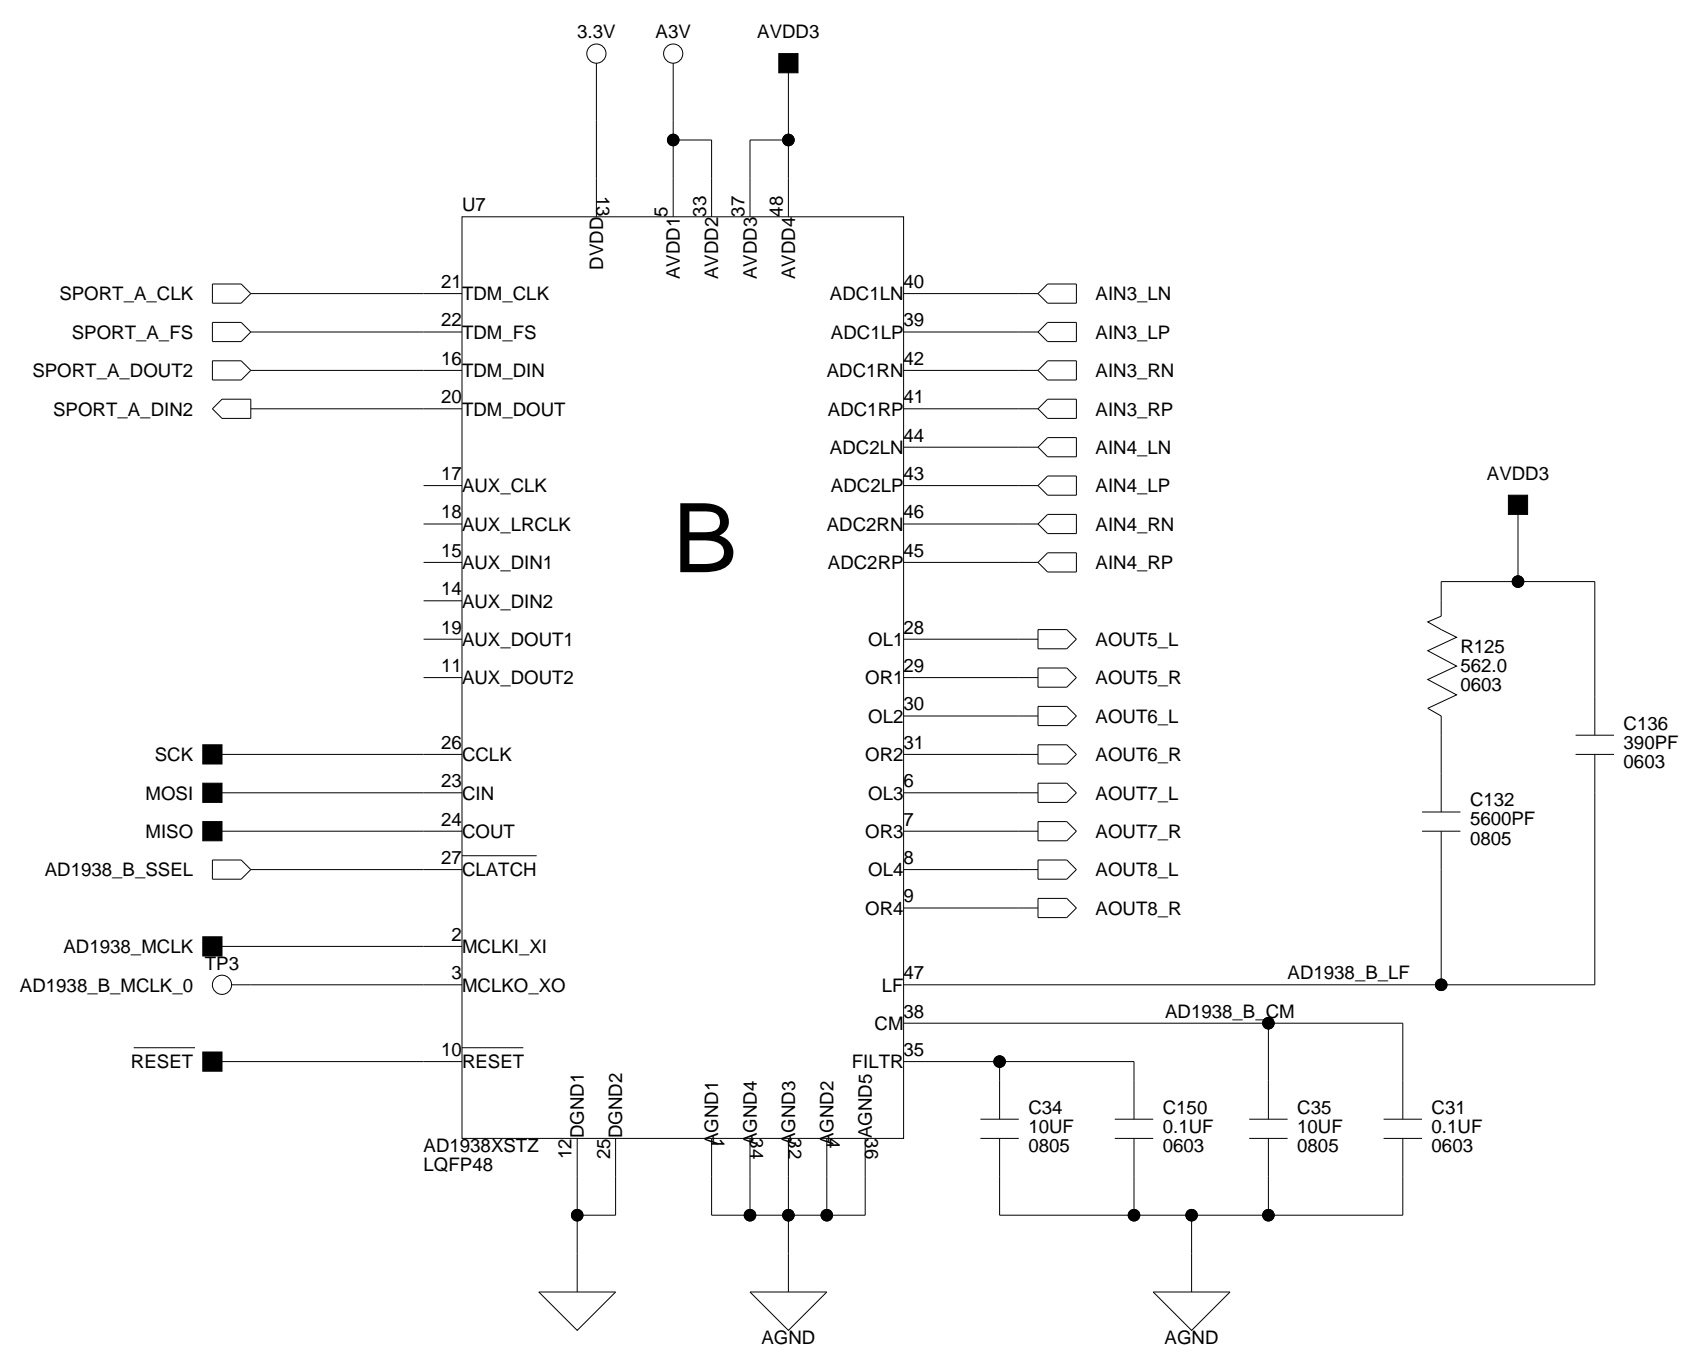 3.3V
A3V
AVDD3
U7
13
5
33
37
48
DVDD
AVDD1
AVDD2
AVDD3
AVDD4
SPORT_A_CLK 21 TDM_CLK
SPORT_A_FS 22 TDM_FS
SPORT_A_DOUT2 16 TDM_DIN
SPORT_A_DIN2 20 TDM_DOUT
17 AUX_CLK
18 AUX_LRCLK
15 AUX_DIN1
14 AUX_DIN2
19 AUX_DOUT1
11 AUX_DOUT2
SCK 26 CCLK
MOSI 23 CIN
MISO 24 COUT
AD1938_B_SSEL 27 CLATCH
AD1938_MCLK 2 MCLKI_XI
TP3
AD1938_B_MCLK_0 3 MCLKO_XO
RESET 10 RESET
B
ADC1LN 40 AIN3_LN
ADC1LP 39 AIN3_LP
ADC1RN 42 AIN3_RN
ADC1RP 41 AIN3_RP
ADC2LN 44 AIN4_LN
ADC2LP 43 AIN4_LP
ADC2RN 46 AIN4_RN
ADC2RP 45 AIN4_RP
OL1 28 AOUT5_L
OR1 29 AOUT5_R
OL2 30 AOUT6_L
OR2 31 AOUT6_R
OL3 6 AOUT7_L
OR3 7 AOUT7_R
OL4 8 AOUT8_L
OR4 9 AOUT8_R
LF 47 AD1938_B_LF
CM 38 AD1938_B_CM
FILTR 35
AVDD3
R125
562.0
0603
C136
390PF
0603
C132
5600PF
0805
C34
10UF
0805
C150
0.1UF
0603
C35
10UF
0805
C31
0.1UF
0603
DGND1
DGND2
AGND1
AGND4
AGND3
AGND2
AGND5
AD1938XSTZ
LQFP48
12
25
1
34
32
4
36
AGND
AGND